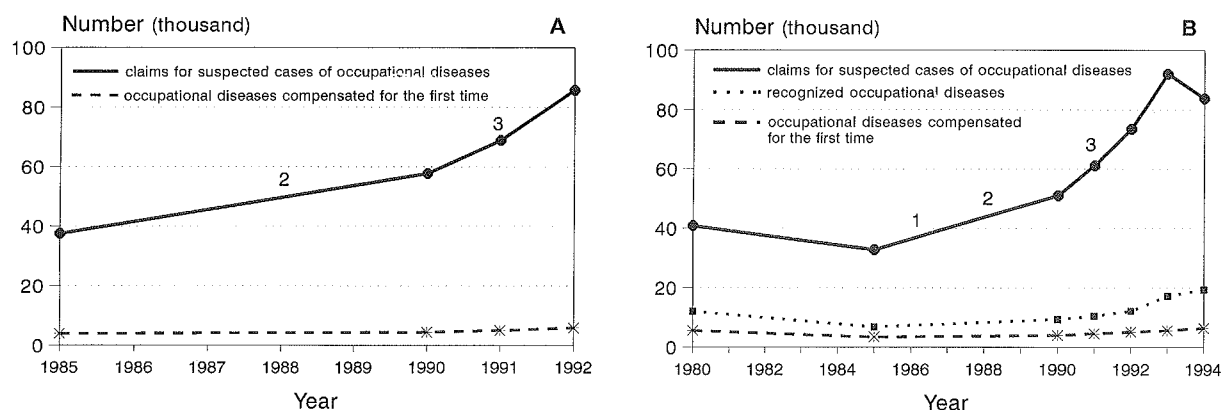 Number (thousand) A
100
claims for suspected cases of occupational diseases
occupational diseases compensated for the first time
80
3
60
2
40
20
0
1985 1986 1987 1988 1989 1990 1991 1992
Year
Number (thousand) B
100
claims for suspected cases of occupational diseases
recognized occupational diseases
occupational diseases compensated
for the first time
80
3
60
2
1
40
20
0
1980 1982 1984 1986 1988 1990 1992 1994
Year